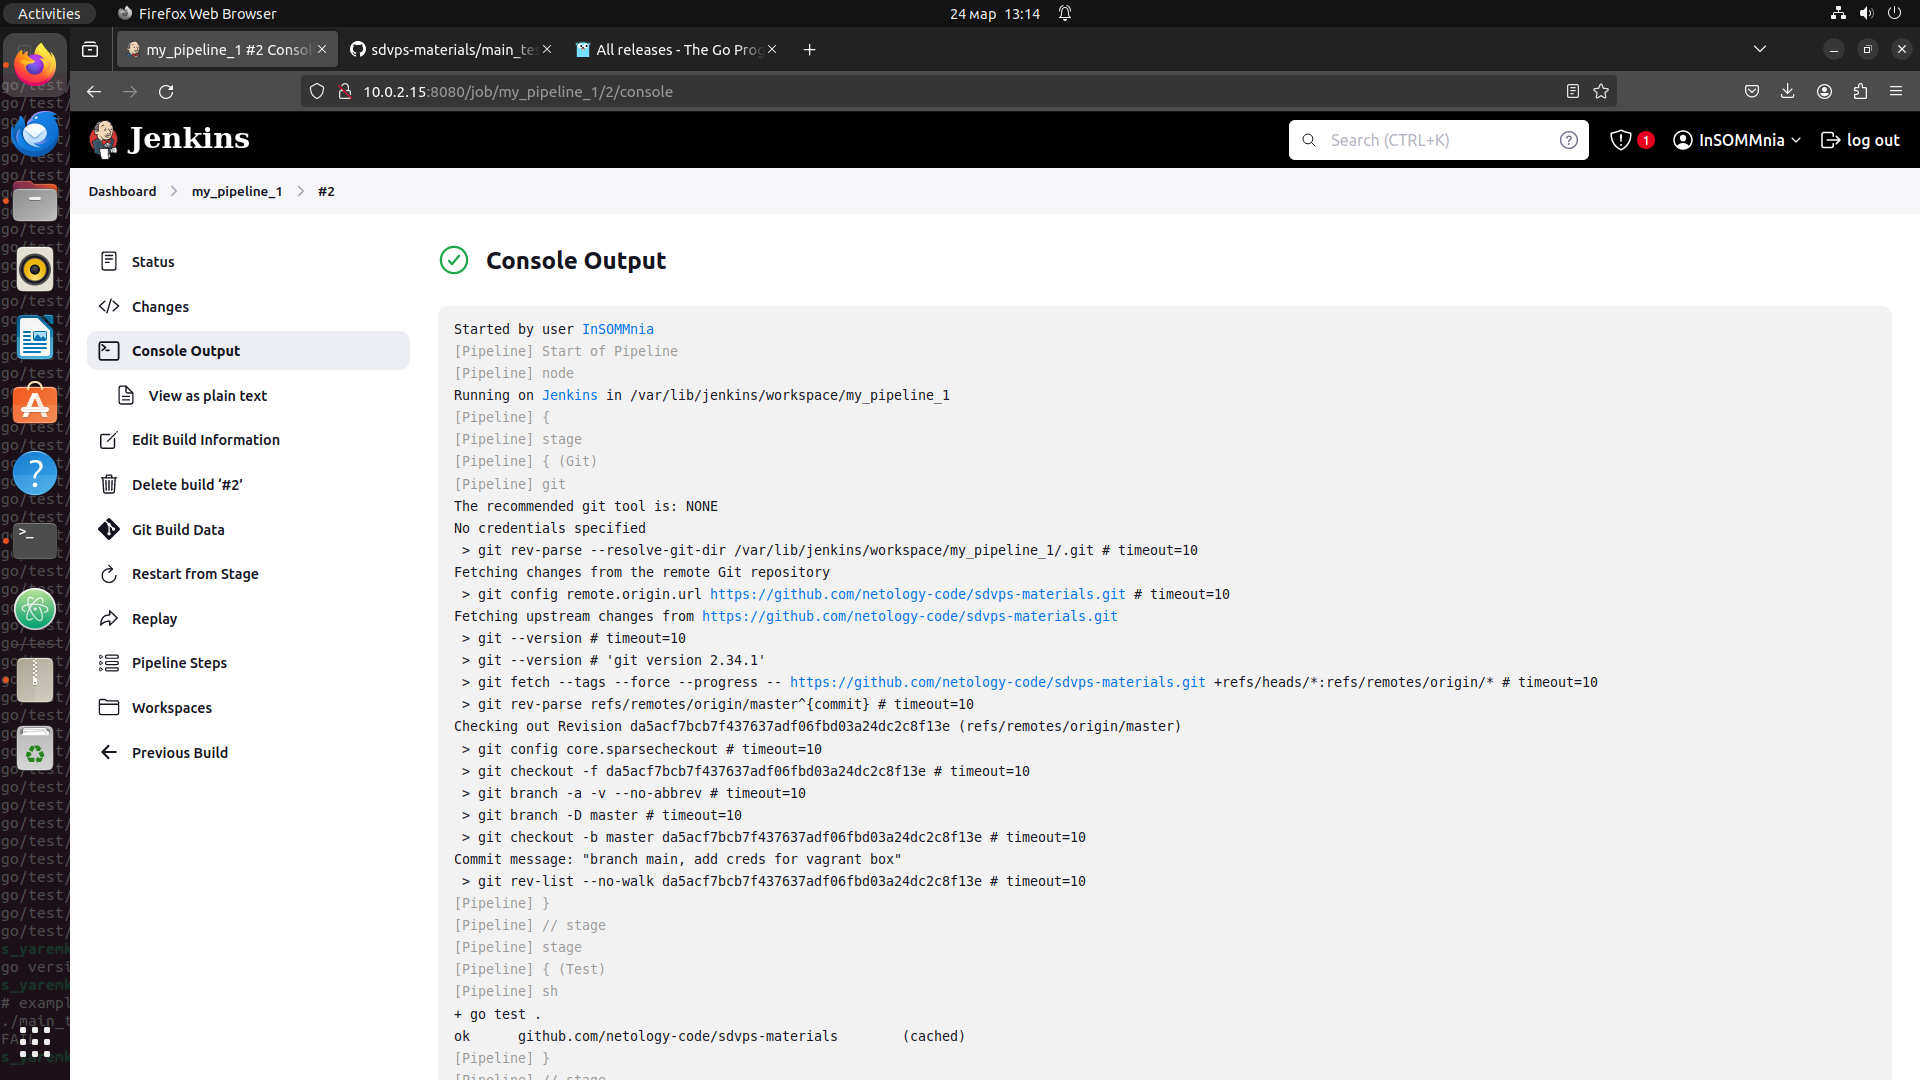 Activities
Firefox Web Browser
24 мар 13:14
my_pipeline_1 #2 Consol
sdvps-materials/main_te
All releases - The Go Prog
10.0.2.15:8080/job/my_pipeline_1/2/console
Jenkins
Search (CTRL+K)
1
InSOMMnia
log out
Dashboard
my_pipeline_1
#2
Status
Changes
Console Output
View as plain text
Edit Build Information
Delete build ‘#2’
Git Build Data
Restart from Stage
Replay
Pipeline Steps
Workspaces
Previous Build
Console Output
Started by user InSOMMnia
[Pipeline] Start of Pipeline
[Pipeline] node
Running on Jenkins in /var/lib/jenkins/workspace/my_pipeline_1
[Pipeline] {
[Pipeline] stage
[Pipeline] { (Git)
[Pipeline] git
The recommended git tool is: NONE
No credentials specified
> git rev-parse --resolve-git-dir /var/lib/jenkins/workspace/my_pipeline_1/.git # timeout=10
Fetching changes from the remote Git repository
> git config remote.origin.url https://github.com/netology-code/sdvps-materials.git # timeout=10
Fetching upstream changes from https://github.com/netology-code/sdvps-materials.git
> git --version # timeout=10
> git --version # 'git version 2.34.1'
> git fetch --tags --force --progress -- https://github.com/netology-code/sdvps-materials.git +refs/heads/*:refs/remotes/origin/* # timeout=10
> git rev-parse refs/remotes/origin/master^{commit} # timeout=10
Checking out Revision da5acf7bcb7f437637adf06fbd03a24dc2c8f13e (refs/remotes/origin/master)
> git config core.sparsecheckout # timeout=10
> git checkout -f da5acf7bcb7f437637adf06fbd03a24dc2c8f13e # timeout=10
> git branch -a -v --no-abbrev # timeout=10
> git branch -D master # timeout=10
> git checkout -b master da5acf7bcb7f437637adf06fbd03a24dc2c8f13e # timeout=10
Commit message: "branch main, add creds for vagrant box"
> git rev-list --no-walk da5acf7bcb7f437637adf06fbd03a24dc2c8f13e # timeout=10
[Pipeline] }
[Pipeline] // stage
[Pipeline] stage
[Pipeline] { (Test)
[Pipeline] sh
+ go test .
ok github.com/netology-code/sdvps-materials (cached)
[Pipeline] }
[Pipeline] // stage